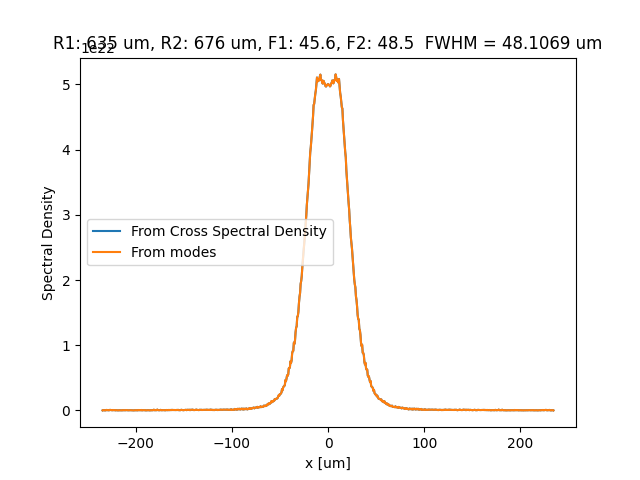 R1: 635 um, R2: 676 um, F1: 45.6, F2: 48.5  FWHM = 48.1069 um
1e22
5
4
3
2
1
0
Spectral Density
From Cross Spectral Density
From modes
−200
−100
0
100
200
x [um]